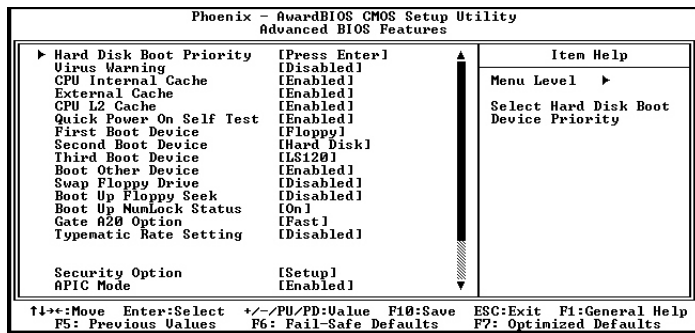 Phoenix - AwardBIOS CMOS Setup Utility
Advanced BIOS Features
▶ Hard Disk Boot Priority [Press Enter]
Virus Warning [Disabled]
CPU Internal Cache [Enabled]
External Cache [Enabled]
CPU L2 Cache [Enabled]
Quick Power On Self Test [Enabled]
First Boot Device [Floppy]
Second Boot Device [Hard Disk]
Third Boot Device [LS120]
Boot Other Device [Enabled]
Swap Floppy Drive [Disabled]
Boot Up Floppy Seek [Disabled]
Boot Up NumLock Status [On]
Gate A20 Option [Fast]
Typematic Rate Setting [Disabled]
Security Option [Setup]
APIC Mode [Enabled]
Item Help
Menu Level ▶
Select Hard Disk Boot
Device Priority
↑↓→←:Move Enter:Select +/-/PU/PD:Value F10:Save ESC:Exit F1:General Help
F5: Previous Values F6: Fail-Safe Defaults F7: Optimized Defaults